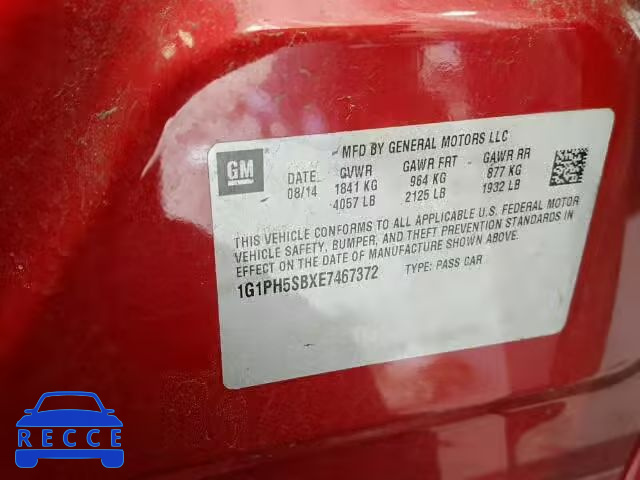 MFD BY GENERAL MOTORS LLC
GM
DATE GVWR GAWR FRT GAWR RR
08/14 1841 KG 964 KG 877 KG
4057 LB 2125 LB 1932 LB
THIS VEHICLE CONFORMS TO ALL APPLICABLE U.S. FEDERAL MOTOR
VEHICLE SAFETY, BUMPER, AND THEFT PREVENTION STANDARDS IN
EFFECT ON THE DATE OF MANUFACTURE SHOWN ABOVE.
1G1PH5SBXE7467372 TYPE: PASS CAR
RECCE